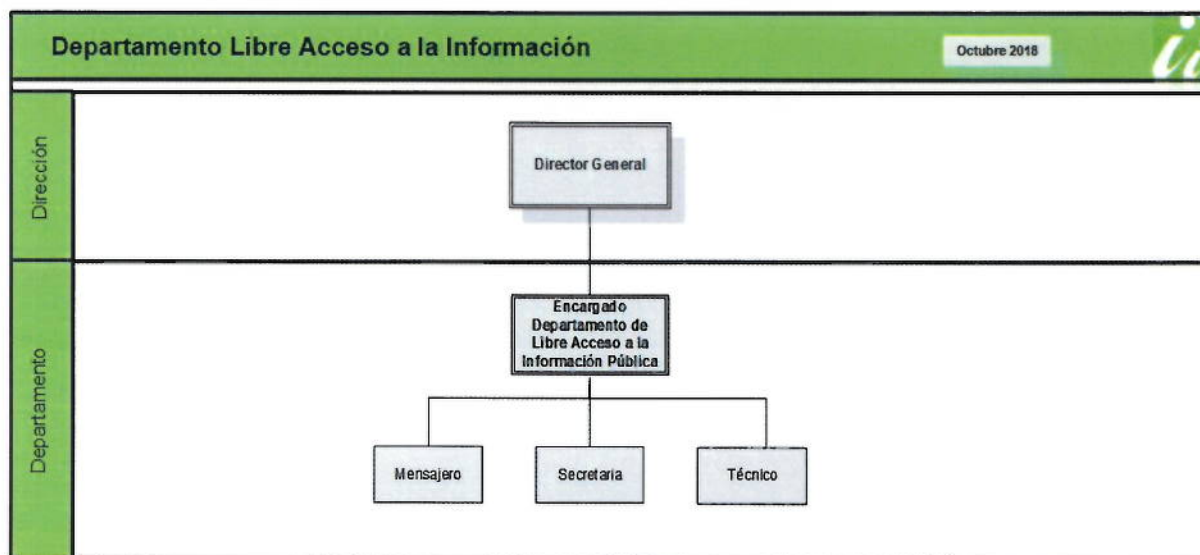 Departamento Libre Acceso a la Información
Octubre 2018
Dirección
Director General
Departamento
Encargado
Departamento de
Libre Acceso a la
Información Pública
Mensajero
Secretaria
Técnico